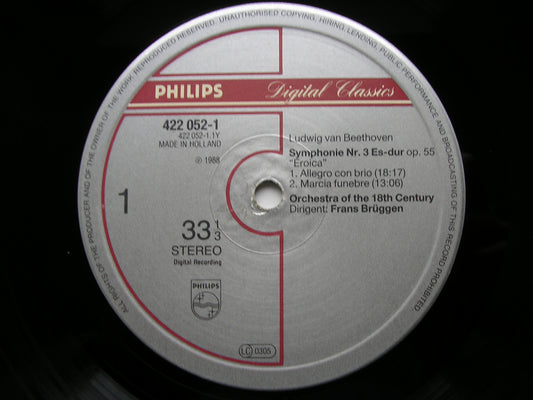 ALL RIGHTS OF THE PRODUCER AND OF THE OWNER OF THE WORK REPRODUCED RESERVED. UNAUTHORISED COPYING, HIRING, LENDING, PUBLIC PERFORMANCE AND BROADCASTING OF THIS RECORD PROHIBITED
PHILIPS
Digital Classics
422 052-1
422 052-1.1Y
MADE IN HOLLAND
℗ 1988
1
33 1/3
STEREO
Digital Recording
PHILIPS
LC 0305
Ludwig van Beethoven
Symphonie Nr. 3 Es-dur op. 55
"Eroica"
1. Allegro con brio (18:17)
2. Marcia funebre (13:06)
Orchestra of the 18th Century
Dirigent: Frans Brüggen